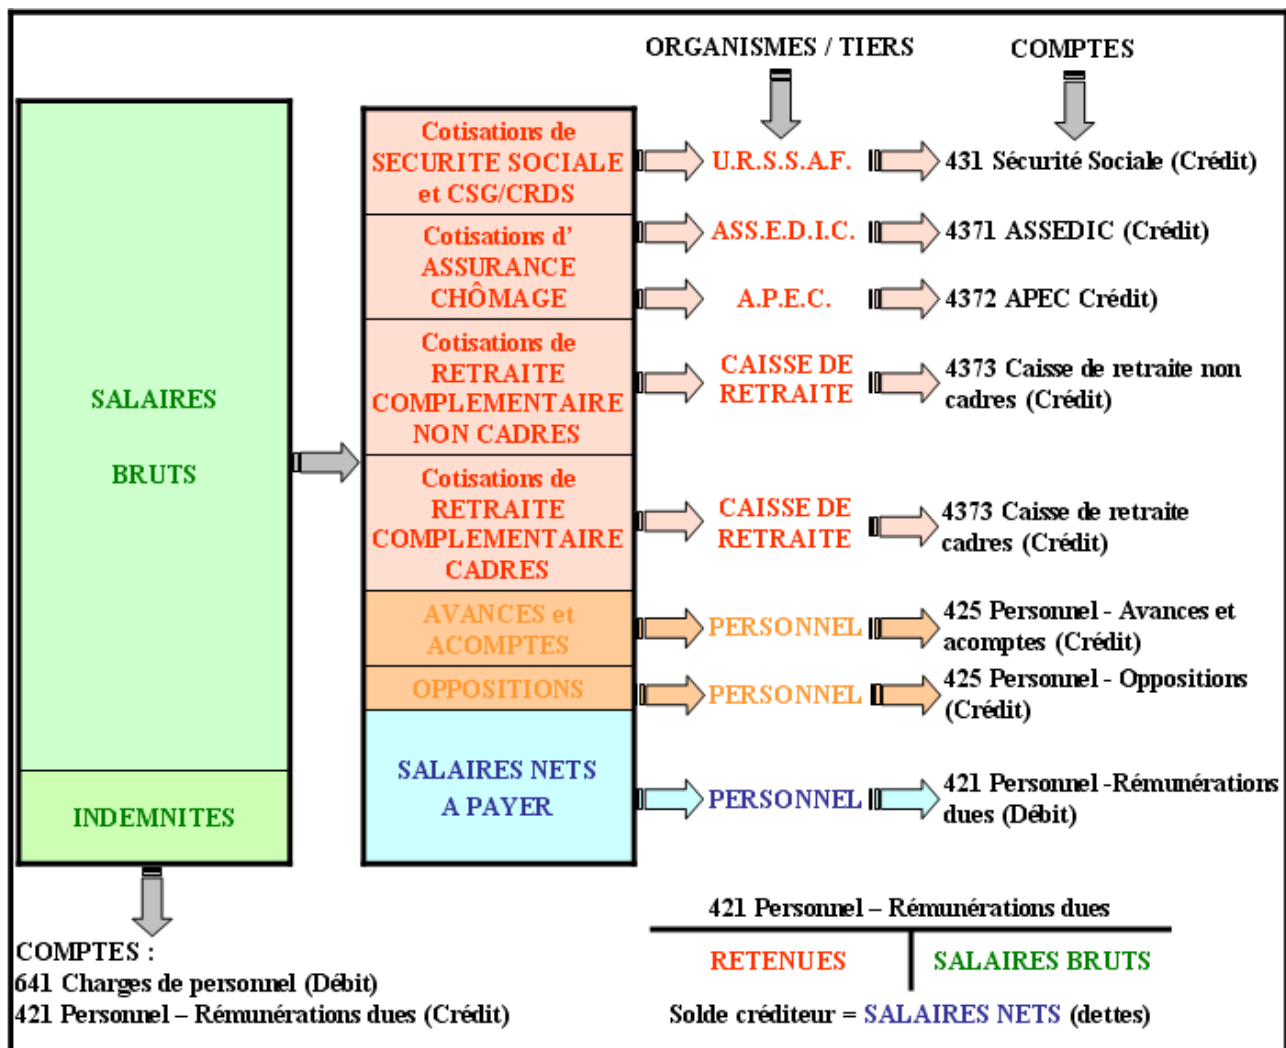 ORGANISMES / TIERS
COMPTES
SALAIRES
BRUTS
INDEMNITES
COMPTES :
641 Charges de personnel (Débit)
421 Personnel – Rémunérations dues (Crédit)
Cotisations de
SECURITE SOCIALE
et CSG/CRDS
U.R.S.S.A.F.
431 Sécurité Sociale (Crédit)
Cotisations d’
ASSURANCE
CHÔMAGE
ASS.E.D.I.C.
4371 ASSEDIC (Crédit)
A.P.E.C.
4372 APEC Crédit)
Cotisations de
RETRAITE
COMPLEMENTAIRE
NON CADRES
CAISSE DE
RETRAITE
4373 Caisse de retraite non
cadres (Crédit)
Cotisations de
RETRAITE
COMPLEMENTAIRE
CADRES
CAISSE DE
RETRAITE
4373 Caisse de retraite
cadres (Crédit)
AVANCES et
ACOMPTES
PERSONNEL
425 Personnel - Avances et
acomptes (Crédit)
OPPOSITIONS
PERSONNEL
425 Personnel - Oppositions
(Crédit)
SALAIRES NETS
A PAYER
PERSONNEL
421 Personnel -Rémunérations
dues (Débit)
421 Personnel – Rémunérations dues
RETENUES
SALAIRES BRUTS
Solde créditeur = SALAIRES NETS (dettes)